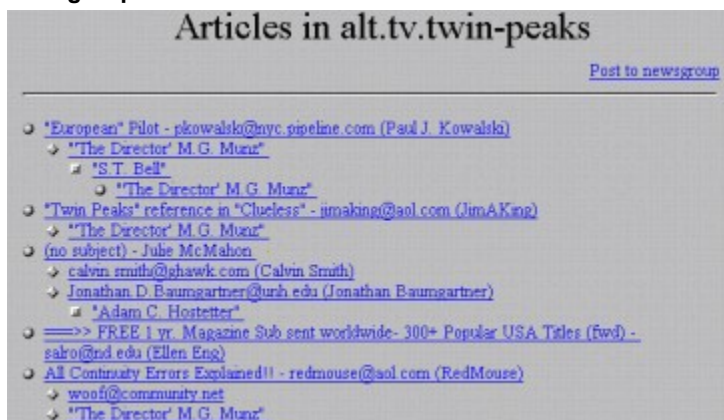 Articles in alt.tv.twin-peaks
Post to newsgroup
"European" Pilot - pkowalsk@nyc.pipeline.com (Paul J. Kowalski)
"'The Director' M.G. Munz"
"S.T. Bell"
"'The Director' M.G. Munz"
"Twin Peaks" reference in "Clueless" - jimaking@aol.com (JimAKing)
"'The Director' M.G. Munz"
(no subject) - Julie McMahon
calvin.smith@ghawk.com (Calvin Smith)
Jonathan.D.Baumgartner@unh.edu (Jonathan Baumgartner)
"Adam C. Hostetter"
===>> FREE 1 yr. Magazine Sub sent worldwide- 300+ Popular USA Titles (fwd) -
salro@nd.edu (Ellen Eng)
All Continuity Errors Explained!! - redmouse@aol.com (RedMouse)
woof@community.net
"'The Director' M.G. Munz"